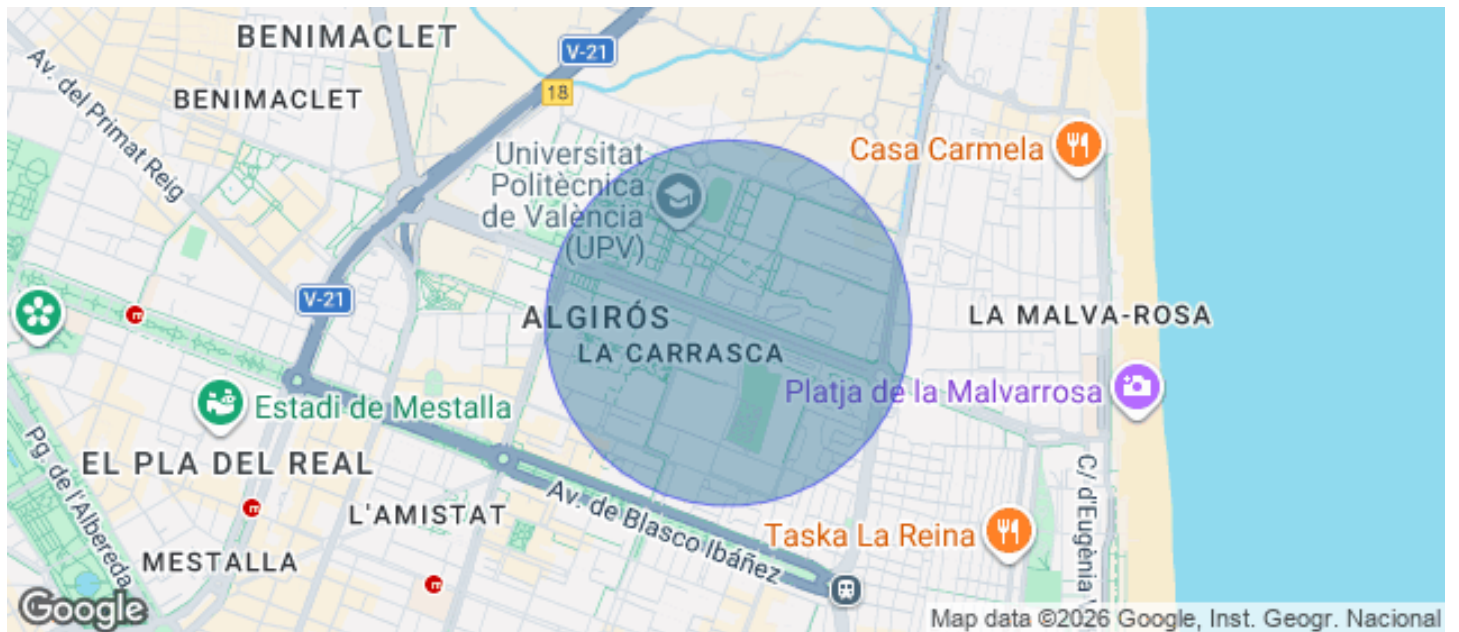 BENIMACLET
V-21
Av. del Primat Reig
BENIMACLET
18
Universitat
Politècnica
de València
(UPV)
Casa Carmela
V-21
ALGIRÓS
LA CARRASCA
LA MALVA-ROSA
Platja de la Malvarrosa
Estadi de Mestalla
EL PLA DEL REAL
Pg. de l'Albereda
L'AMISTAT
Av. de Blasco Ibáñez
Taska La Reina
C/ d'Eugènia V
MESTALLA
Google
Map data ©2026 Google, Inst. Geogr. Nacional